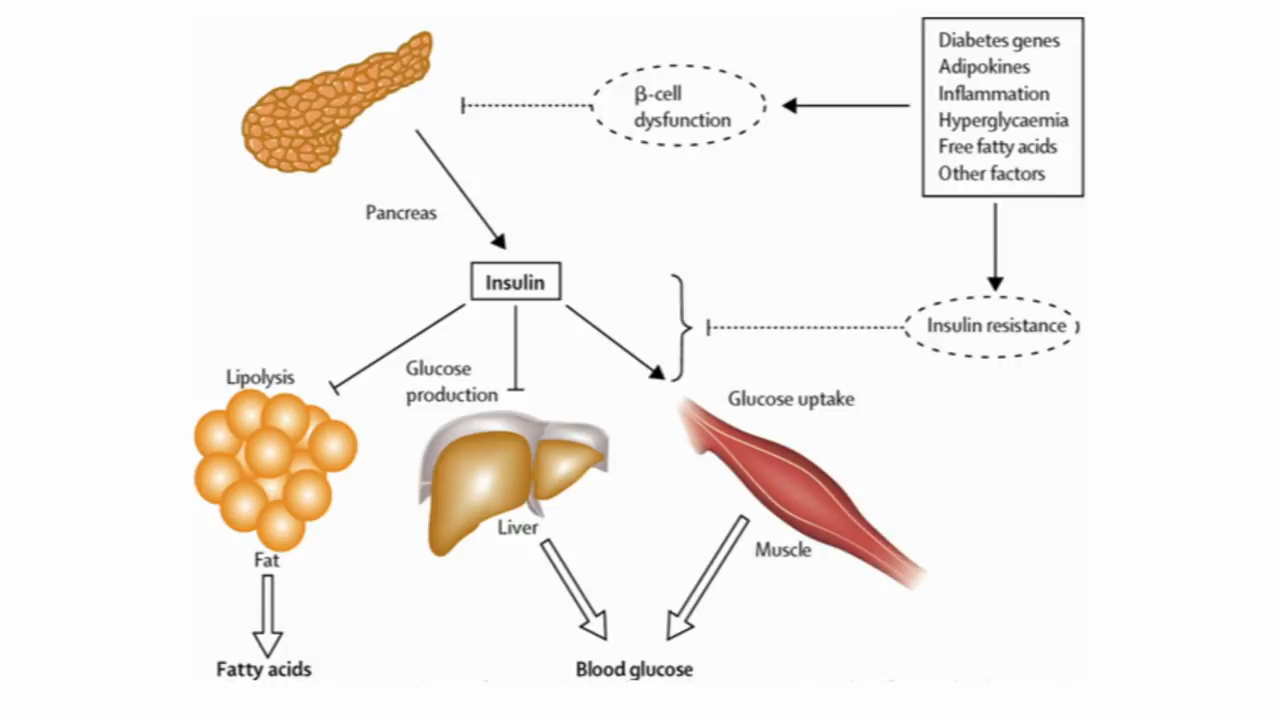 Diabetes genes
Adipokines
Inflammation
Hyperglycaemia
Free fatty acids
Other factors
β-cell
dysfunction
Pancreas
Insulin
Insulin resistance
Lipolysis
Glucose
production
Glucose uptake
Liver
Muscle
Fat
Fatty acids
Blood glucose